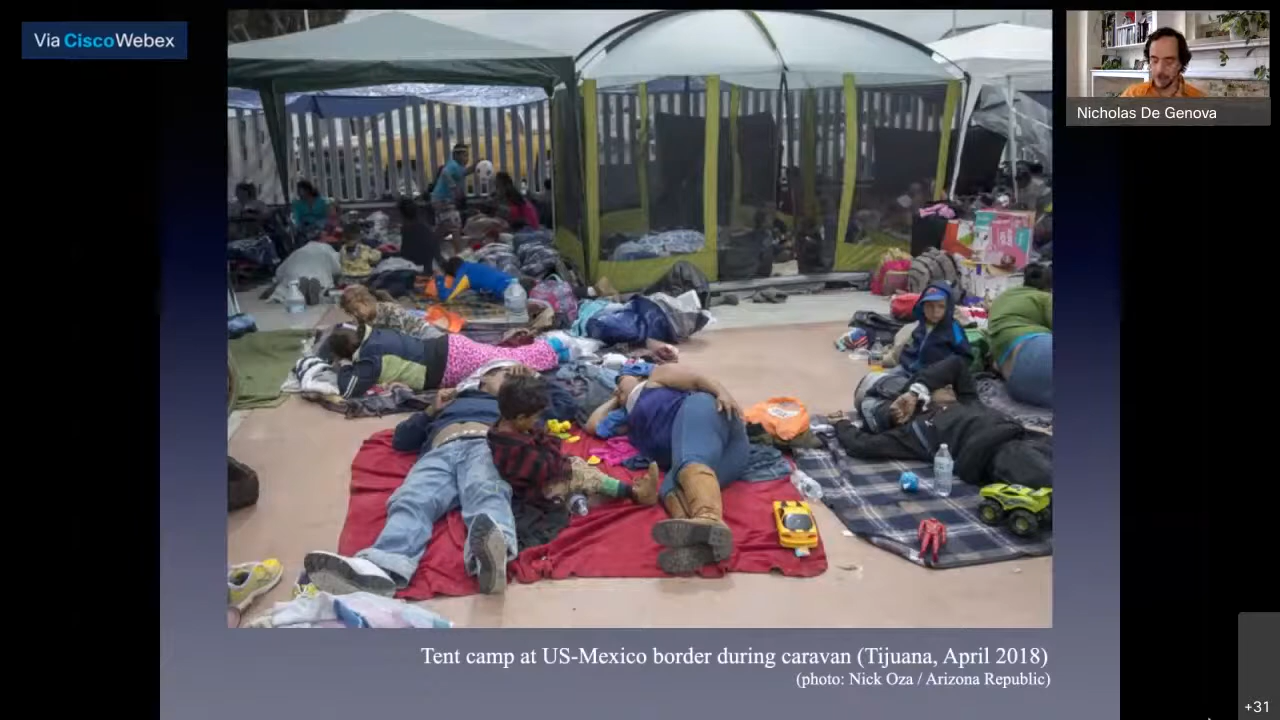 Via CiscoWebex
Nicholas De Genova
Tent camp at US-Mexico border during caravan (Tijuana, April 2018)
(photo: Nick Oza / Arizona Republic)
+31